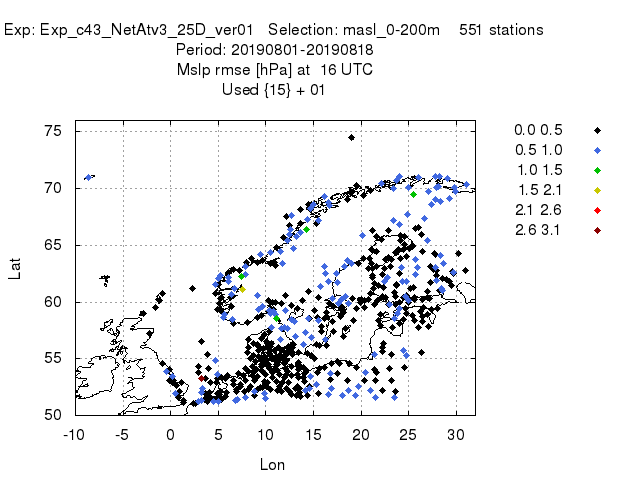 Exp: Exp_c43_NetAtv3_25D_ver01 Selection: masl_0-200m 551 stations
Period: 20190801-20190818
Mslp rmse [hPa] at 16 UTC
Used {15} + 01
0.0 0.5
0.5 1.0
1.0 1.5
1.5 2.1
2.1 2.6
2.6 3.1
75
70
65
60
55
50
Lat
-10 -5 0 5 10 15 20 25 30
Lon